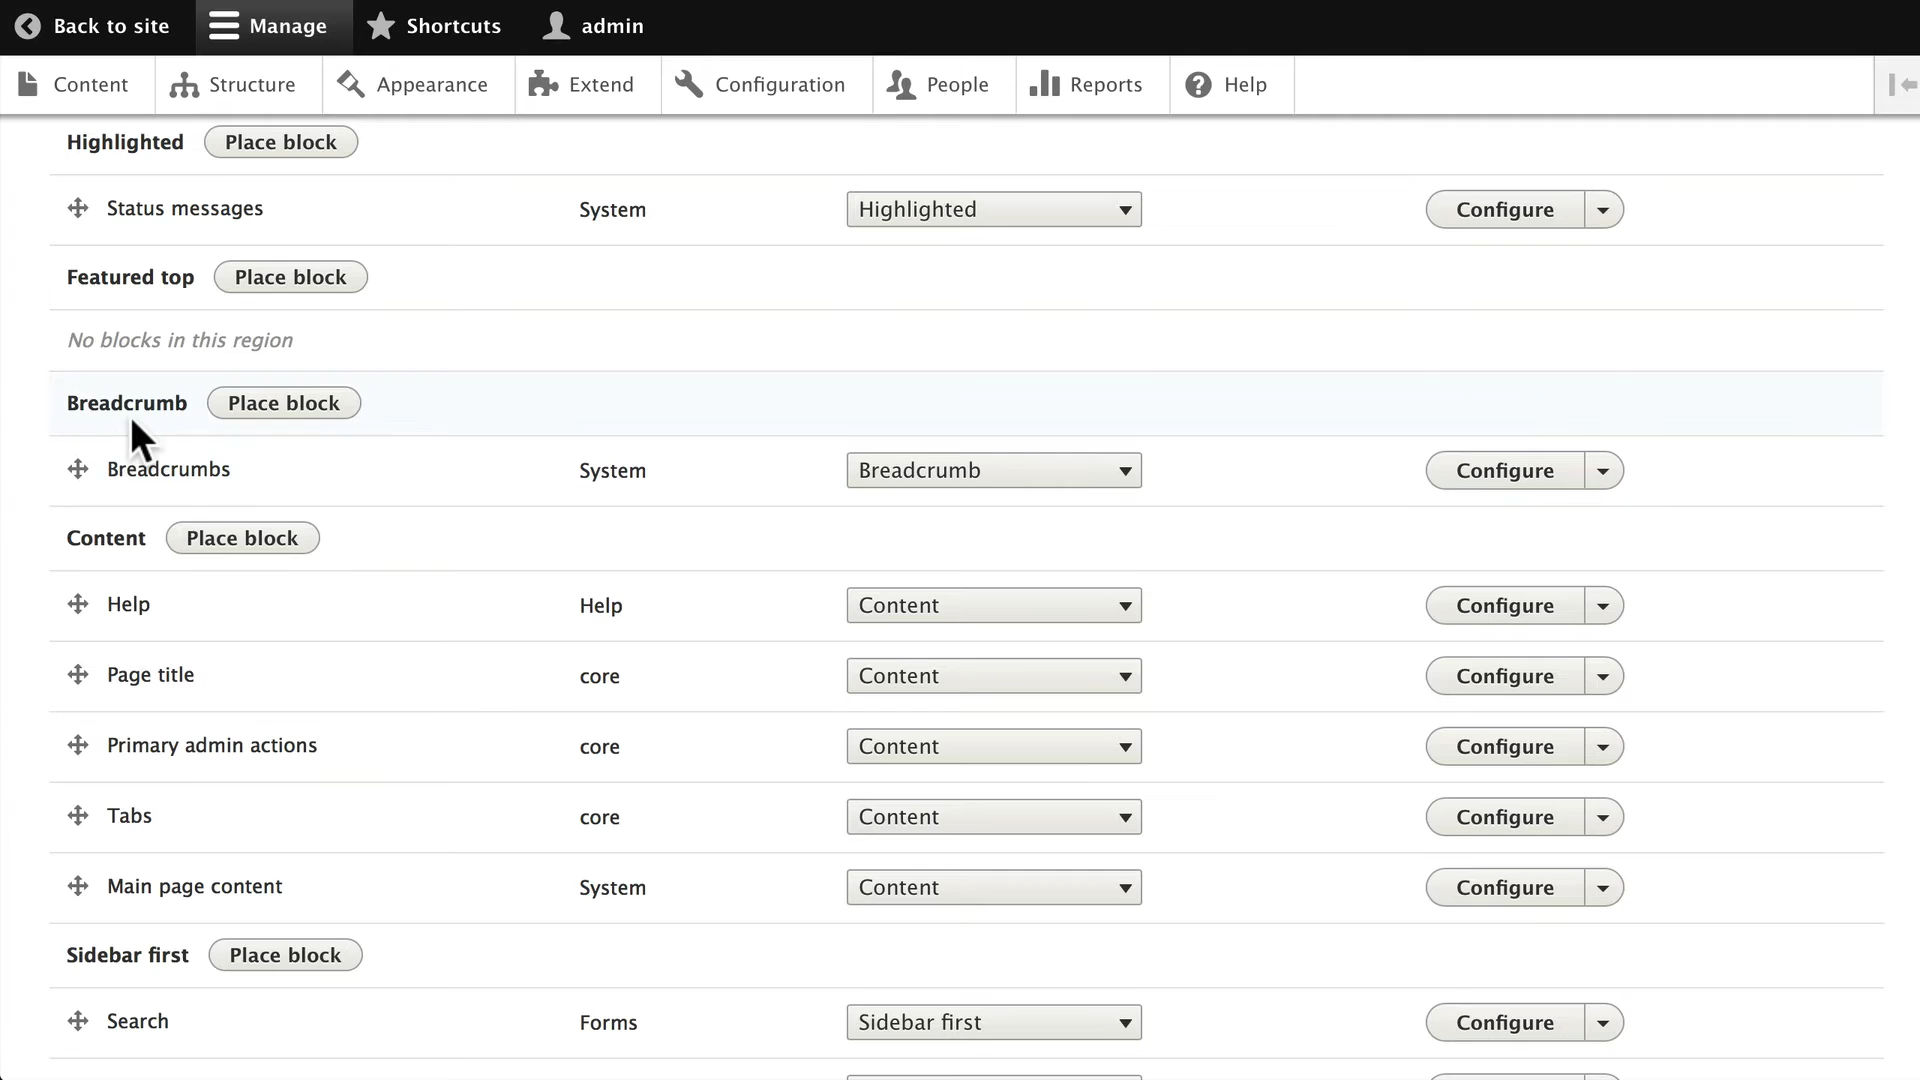 Back to site Manage Shortcuts admin
Content Structure Appearance Extend Configuration People Reports Help
Highlighted Place block
Status messages System Highlighted Configure
Featured top Place block
No blocks in this region
Breadcrumb Place block
Breadcrumbs System Breadcrumb Configure
Content Place block
Help Help Content Configure
Page title core Content Configure
Primary admin actions core Content Configure
Tabs core Content Configure
Main page content System Content Configure
Sidebar first Place block
Search Forms Sidebar first Configure